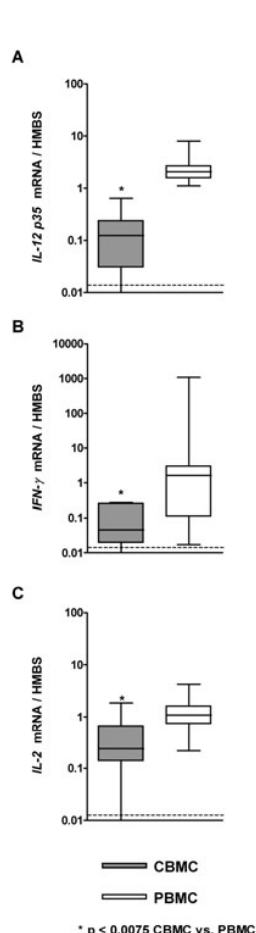 A
100
10
1
0.1
0.01
IL-12 p35 mRNA / HMBS
*
B
10000
1000
100
10
1
0.1
0.01
IFN-γ mRNA / HMBS
*
C
100
10
1
0.1
0.01
IL-2 mRNA / HMBS
*
CBMC
PBMC
* p < 0.0075 CBMC vs. PBMC